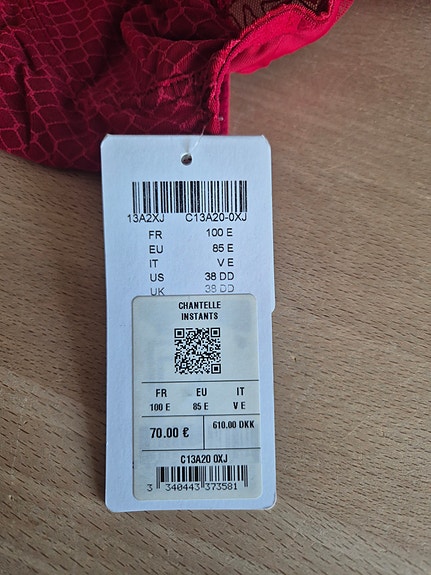 13A2XJ C13A20-0XJ
FR 100 E
EU 85 E
IT V E
US 38 DD
UK 38 DD
CHANTELLE
INSTANTS
FR EU IT
100 E 85 E V E
70.00 € 610.00 DKK
C13A20 0XJ
3 340443 373581